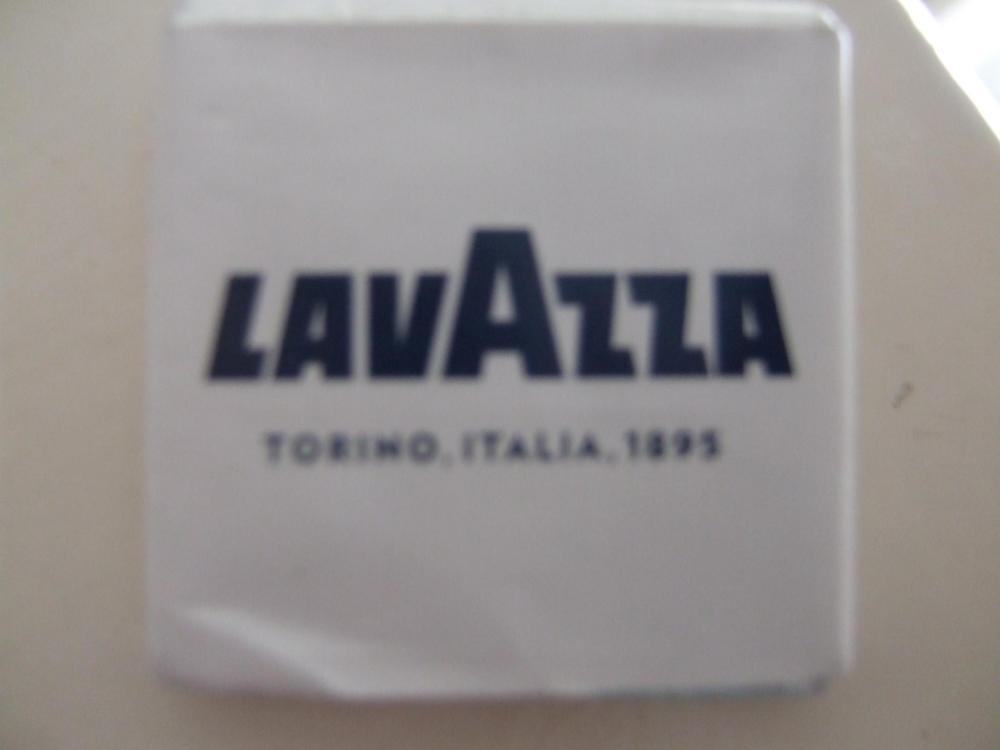 LAVAZZA
TORINO, ITALIA, 1895